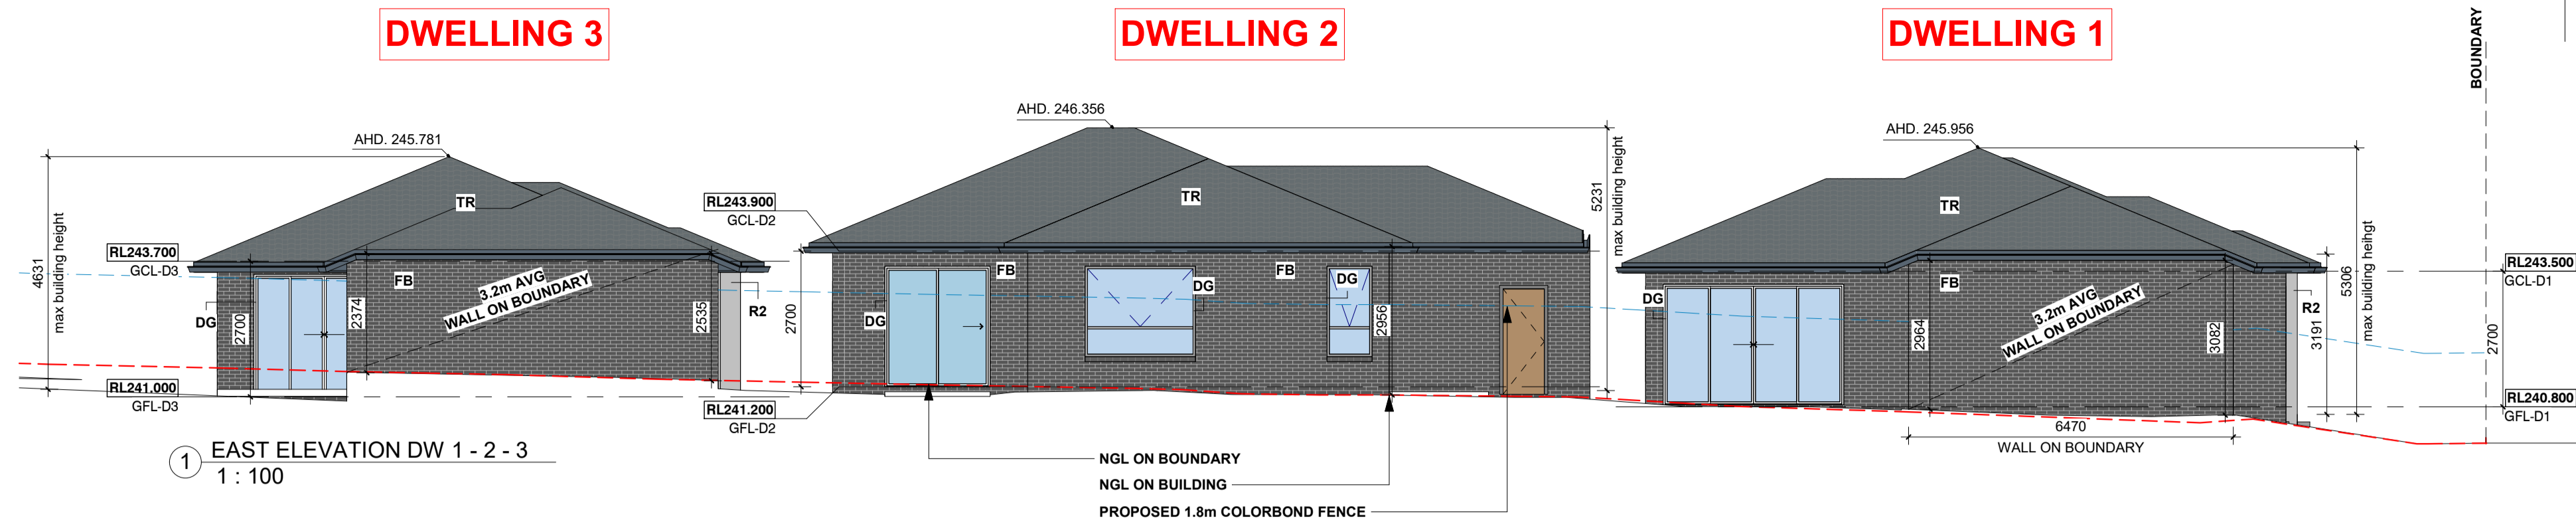 DWELLING 3
DWELLING 2
DWELLING 1
BOUNDARY
AHD. 245.781
AHD. 246.356
AHD. 245.956
4631
max building height
RL243.700
GCL-D3
RL241.000
GFL-D3
DG
2700
2374
FB
TR
3.2m AVG
WALL ON BOUNDARY
2535
R2
RL243.900
GCL-D2
2700
RL241.200
GFL-D2
DG
FB
TR
DG
FB
DG
2956
5231
max building height
DG
TR
FB
2964
3.2m AVG
WALL ON BOUNDARY
3082
R2
3191
5306
max building heihgt
RL243.500
GCL-D1
2700
RL240.800
GFL-D1
6470
WALL ON BOUNDARY
NGL ON BOUNDARY
NGL ON BUILDING
PROPOSED 1.8m COLORBOND FENCE
1
EAST ELEVATION DW 1 - 2 - 3
1 : 100